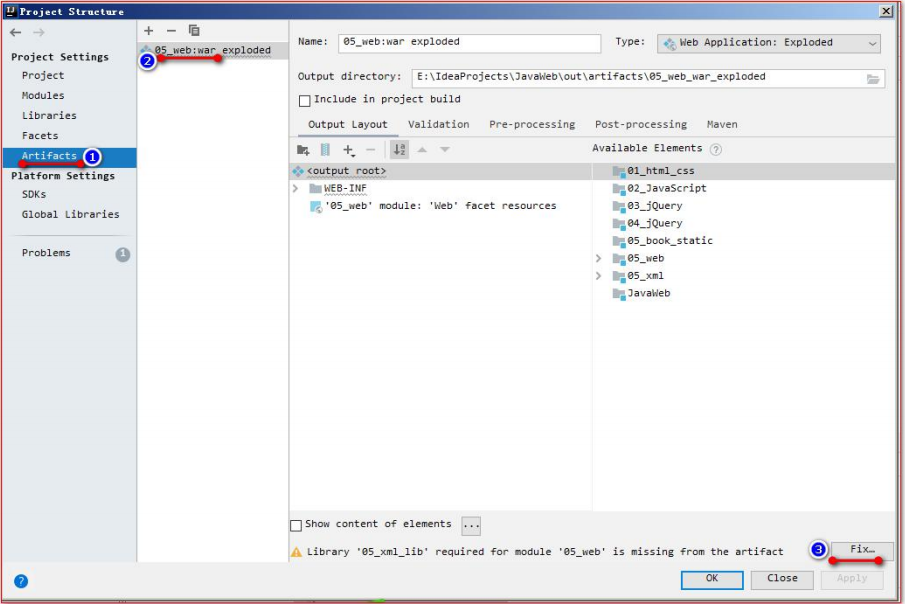 Project Structure
Name: 05_web:war exploded Type: Web Application: Exploded
05_web:war exploded
2
Project Settings
Project
Modules
Libraries
Facets
Artifacts 1
Platform Settings
SDKs
Global Libraries
Problems 1
Output directory: E:\IdeaProjects\JavaWeb\out\artifacts\05_web_war_exploded
Include in project build
Output Layout Validation Pre-processing Post-processing Maven
Available Elements ?
<output root>
WEB-INF
'05_web' module: 'Web' facet resources
01_html_css
02_JavaScript
03_jQuery
04_jQuery
05_book_static
05_web
05_xml
JavaWeb
Show content of elements ...
Library '05_xml_lib' required for module '05_web' is missing from the artifact 3 Fix…
? OK Close Apply